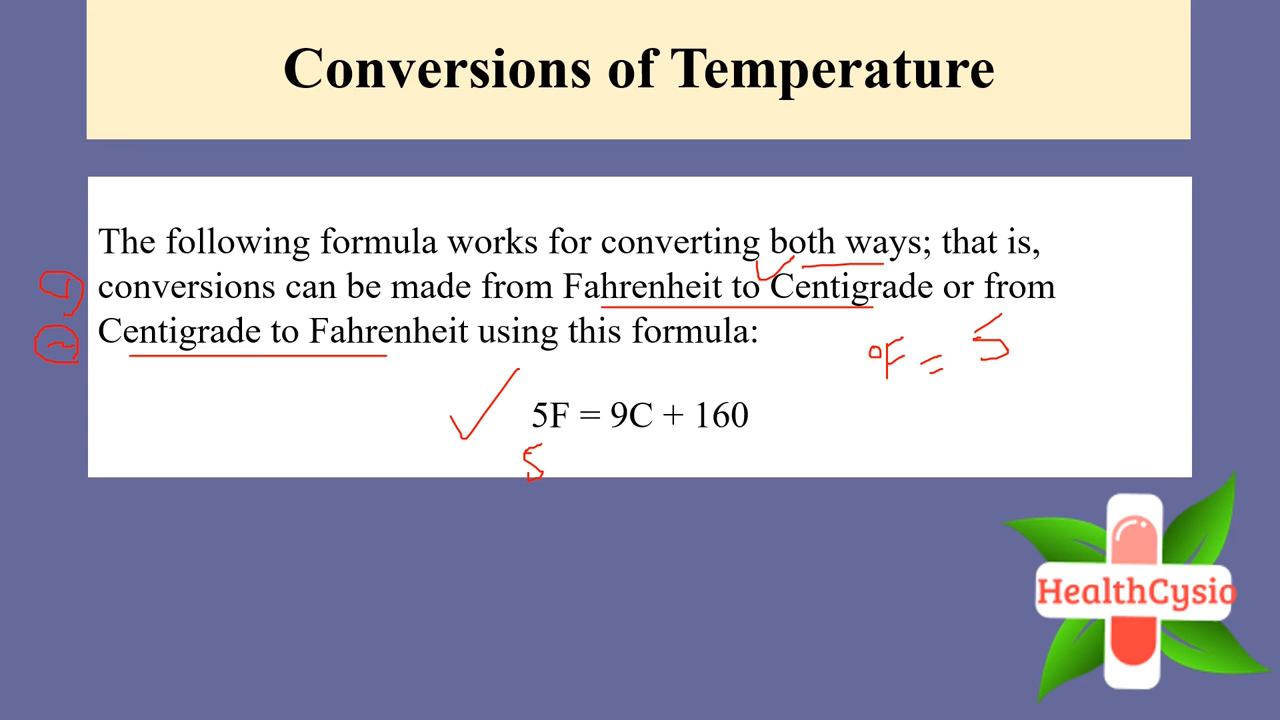 Conversions of Temperature
The following formula works for converting both ways; that is,
conversions can be made from Fahrenheit to Centigrade or from
Centigrade to Fahrenheit using this formula:
°F = 5
5F = 9C + 160
5
HealthCysio